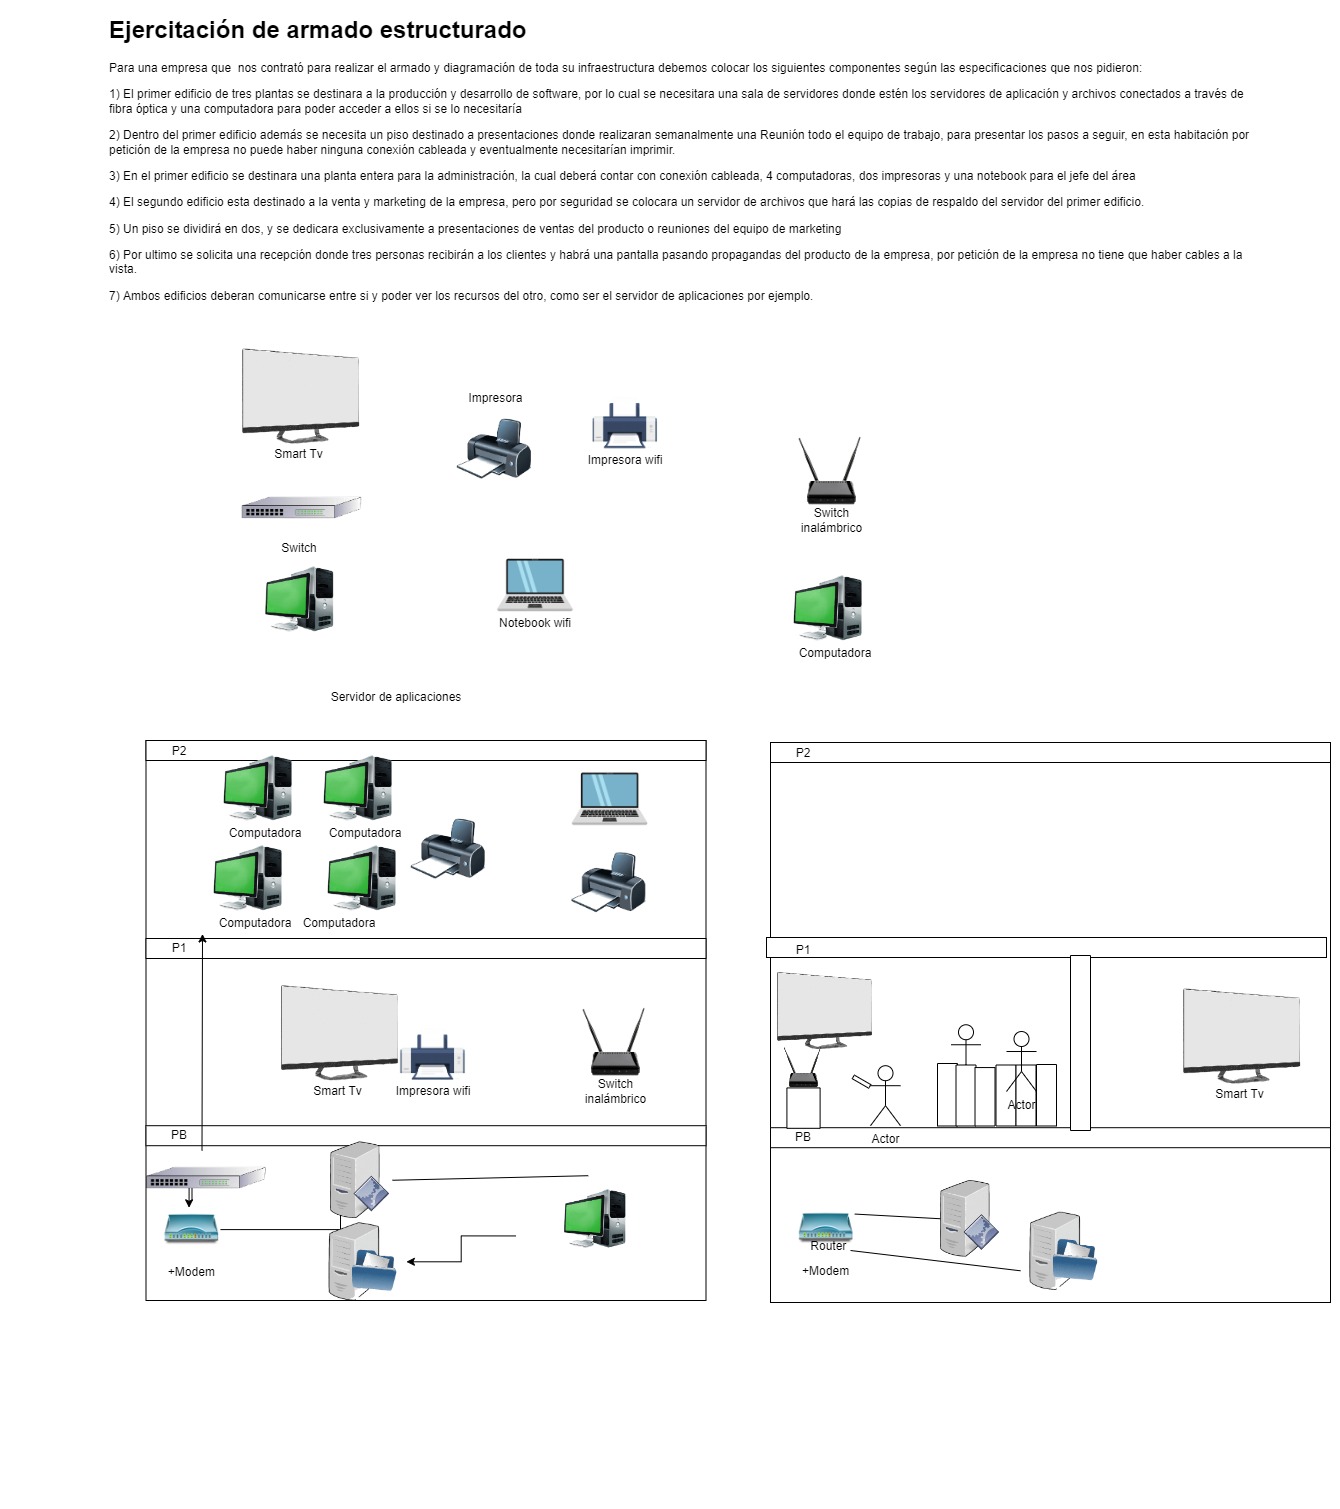 Ejercitación de armado estructurado
Para una empresa que  nos contrató para realizar el armado y diagramación de toda su infraestructura debemos colocar los siguientes componentes según las especificaciones que nos pidieron:
1) El primer edificio de tres plantas se destinara a la producción y desarrollo de software, por lo cual se necesitara una sala de servidores donde estén los servidores de aplicación y archivos conectados a través de
fibra óptica y una computadora para poder acceder a ellos si se lo necesitaría
2) Dentro del primer edificio además se necesita un piso destinado a presentaciones donde realizaran semanalmente una Reunión todo el equipo de trabajo, para presentar los pasos a seguir, en esta habitación por
petición de la empresa no puede haber ninguna conexión cableada y eventualmente necesitarían imprimir.
3) En el primer edificio se destinara una planta entera para la administración, la cual deberá contar con conexión cableada, 4 computadoras, dos impresoras y una notebook para el jefe del área
4) El segundo edificio esta destinado a la venta y marketing de la empresa, pero por seguridad se colocara un servidor de archivos que hará las copias de respaldo del servidor del primer edificio.
5) Un piso se dividirá en dos, y se dedicara exclusivamente a presentaciones de ventas del producto o reuniones del equipo de marketing
6) Por ultimo se solicita una recepción donde tres personas recibirán a los clientes y habrá una pantalla pasando propagandas del producto de la empresa, por petición de la empresa no tiene que haber cables a la
vista.
7) Ambos edificios deberan comunicarse entre si y poder ver los recursos del otro, como ser el servidor de aplicaciones por ejemplo.
Impresora
Smart Tv
Impresora wifi
Switch
inalámbrico
Switch
Notebook wifi
Computadora
Servidor de aplicaciones
P2
P2
Computadora
Computadora
Computadora
Computadora
P1
P1
Smart Tv
Impresora wifi
Switch
inalámbrico
Smart Tv
Actor
PB
PB
Actor
Router
+Modem
+Modem